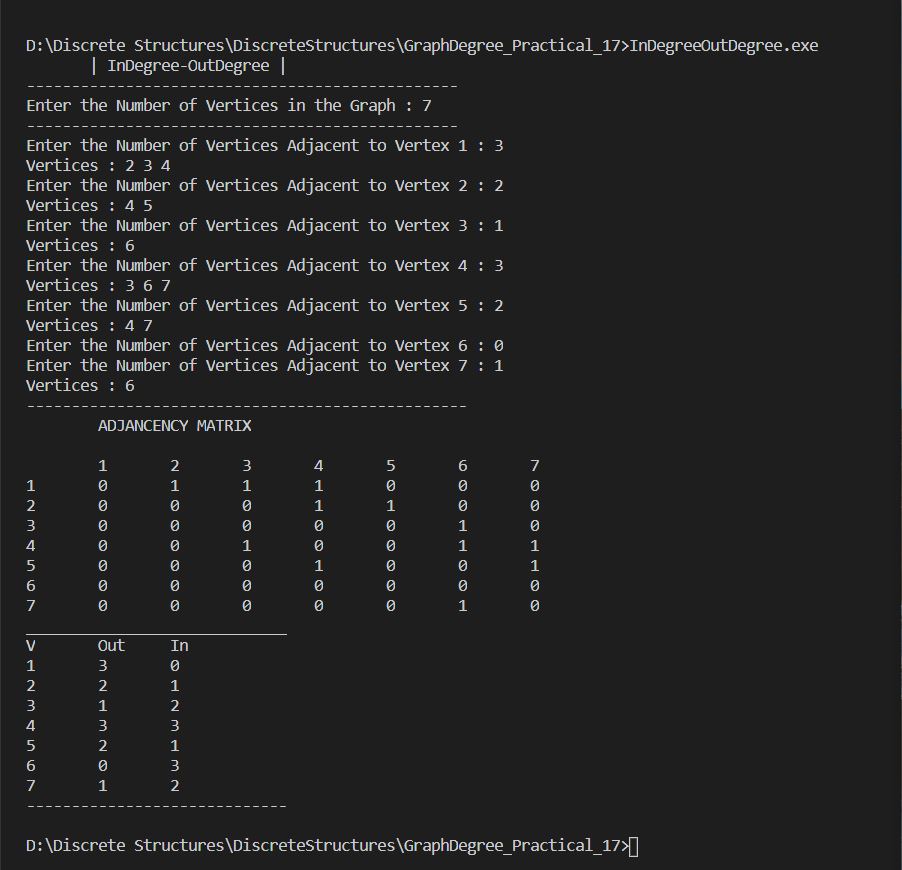 D:\Discrete Structures\DiscreteStructures\GraphDegree_Practical_17>InDegreeOutDegree.exe
| InDegree-OutDegree |
------------------------------------------------
Enter the Number of Vertices in the Graph : 7
------------------------------------------------
Enter the Number of Vertices Adjacent to Vertex 1 : 3
Vertices : 2 3 4
Enter the Number of Vertices Adjacent to Vertex 2 : 2
Vertices : 4 5
Enter the Number of Vertices Adjacent to Vertex 3 : 1
Vertices : 6
Enter the Number of Vertices Adjacent to Vertex 4 : 3
Vertices : 3 6 7
Enter the Number of Vertices Adjacent to Vertex 5 : 2
Vertices : 4 7
Enter the Number of Vertices Adjacent to Vertex 6 : 0
Enter the Number of Vertices Adjacent to Vertex 7 : 1
Vertices : 6
-------------------------------------------------
ADJANCENCY MATRIX
1 2 3 4 5 6 7
1 0 1 1 1 0 0 0
2 0 0 0 1 1 0 0
3 0 0 0 0 0 1 0
4 0 0 1 0 0 1 1
5 0 0 0 1 0 0 1
6 0 0 0 0 0 0 0
7 0 0 0 0 0 1 0
_____________________________
V Out In
1 3 0
2 2 1
3 1 2
4 3 3
5 2 1
6 0 3
7 1 2
-----------------------------
D:\Discrete Structures\DiscreteStructures\GraphDegree_Practical_17>